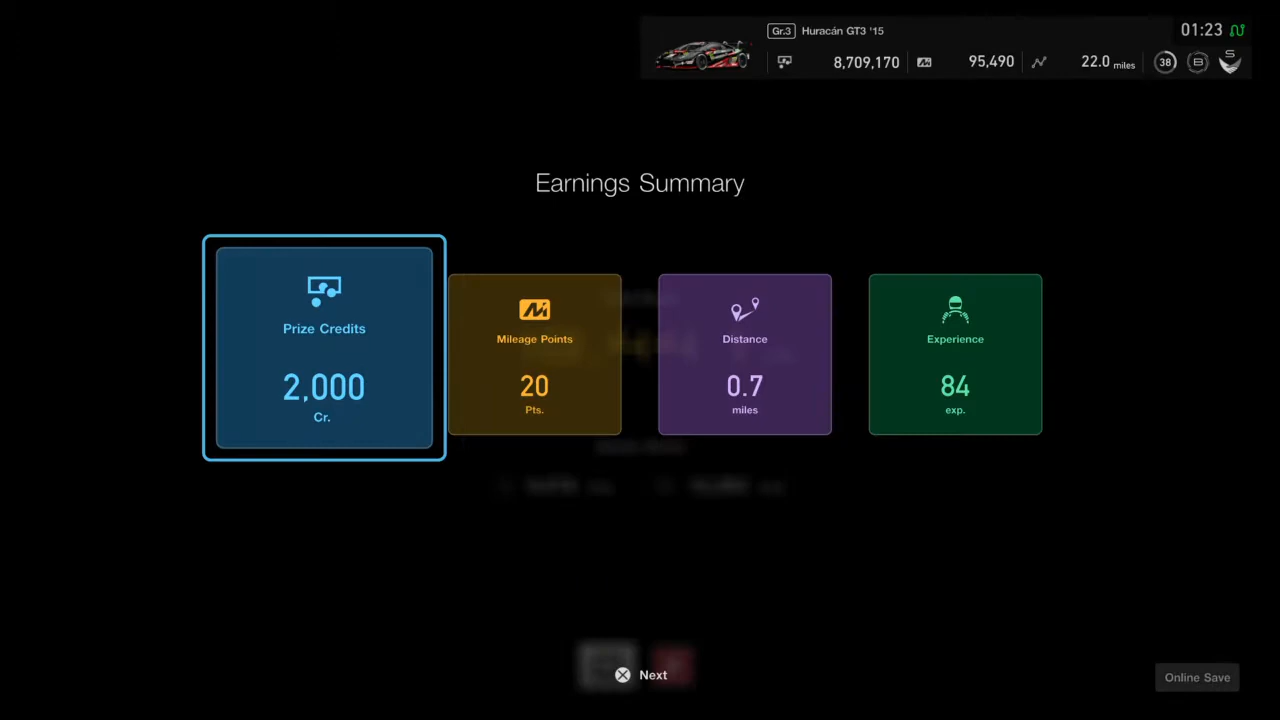 Gr.3 Huracán GT3 '15
01:23
8,709,170
95,490
22.0 miles
38
B
S
Earnings Summary
Prize Credits
2,000
Cr.
Mileage Points
20
Pts.
Distance
0.7
miles
Experience
84
exp.
Next
Online Save